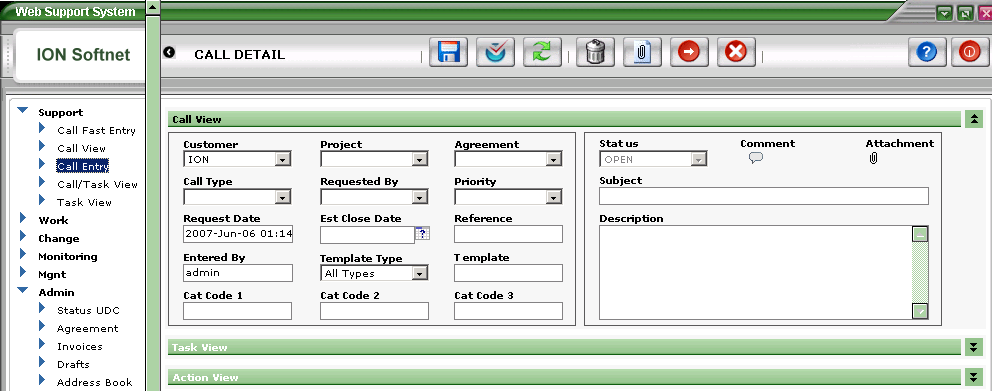 Web Support System
ION Softnet
CALL DETAIL
Support
Call Fast Entry
Call View
Call Entry
Call/Task View
Task View
Work
Change
Monitoring
Mgnt
Admin
Status UDC
Agreement
Invoices
Drafts
Address Book
Call View
Customer Project Agreement
ION
Call Type Requested By Priority
Request Date Est Close Date Reference
2007-Jun-06 01:14
Entered By Template Type Template
admin All Types
Cat Code 1 Cat Code 2 Cat Code 3
Status Comment Attachment
OPEN
Subject
Description
Task View
Action View